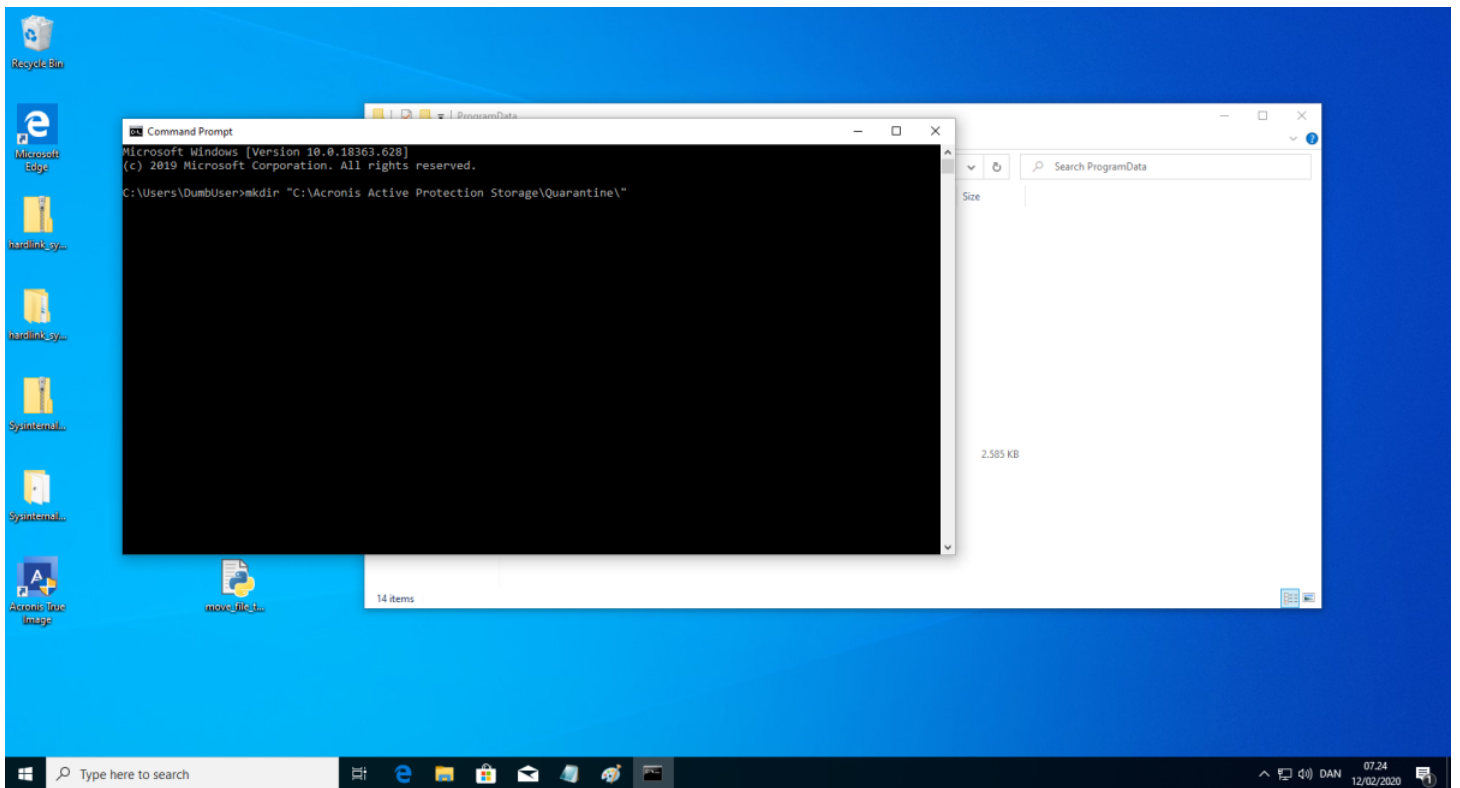 Recycle Bin
Microsoft
Edge
hardlink_sy...
hardlink_sy...
Sysinternal...
Sysinternal...
Acronis True
Image
move_file_t...
ProgramData
Search ProgramData
Size
2.585 KB
14 items
Command Prompt
Microsoft Windows [Version 10.0.18363.628]
(c) 2019 Microsoft Corporation. All rights reserved.
C:\Users\DumbUser>mkdir "C:\Acronis Active Protection Storage\Quarantine\"
Type here to search
DAN
07.24
12/02/2020